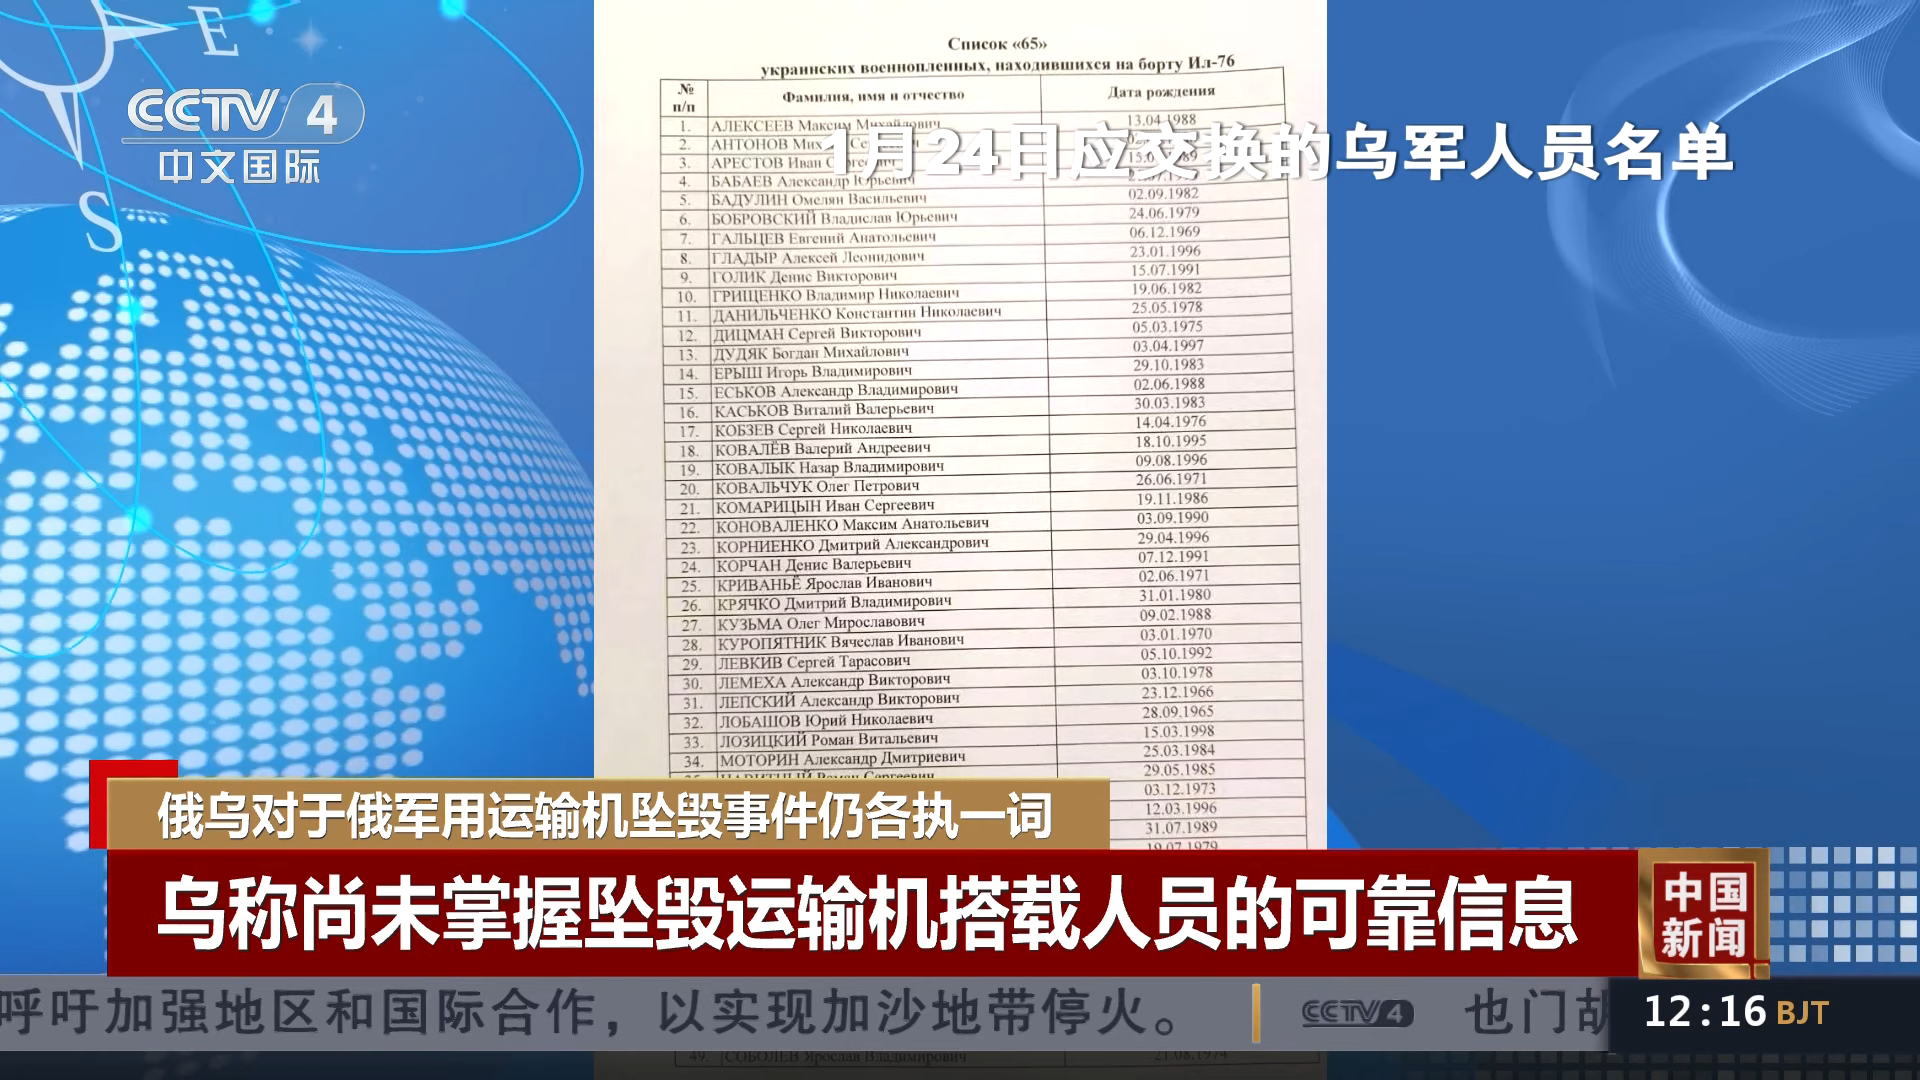 E
S
CCTV 4
中文国际
Список «65»
украинских военнопленных, находившихся на борту Ил-76
№ п/п Фамилия, имя и отчество Дата рождения
1月24日应交换的乌军人员名单
1. АЛЕКСЕЕВ Максим Михайлович 13.04.1988
2. АНТОНОВ
3. АРЕСТОВ Иван
4. БАБАЕВ Александр Юрьевич
5. БАДУЛИН Омелян Васильевич 02.09.1982
6. БОБРОВСКИЙ Владислав Юрьевич 24.06.1979
7. ГАЛЬЦЕВ Евгений Анатольевич 06.12.1969
8. ГЛАДЫР Алексей Леонидович 23.01.1996
9. ГОЛИК Денис Викторович 15.07.1991
10. ГРИЩЕНКО Владимир Николаевич 19.06.1982
11. ДАНИЛЬЧЕНКО Константин Николаевич 25.05.1978
12. ДИЦМАН Сергей Викторович 05.03.1975
13. ДУДЯК Богдан Михайлович 03.04.1997
14. ЕРЫШ Игорь Владимирович 29.10.1983
15. ЕСЬКОВ Александр Владимирович 02.06.1988
16. КАСЬКОВ Виталий Валерьевич 30.03.1983
17. КОБЗЕВ Сергей Николаевич 14.04.1976
18. КОВАЛЁВ Валерий Андреевич 18.10.1995
19. КОВАЛЫК Назар Владимирович 09.08.1996
20. КОВАЛЬЧУК Олег Петрович 26.06.1971
21. КОМАРИЦЫН Иван Сергеевич 19.11.1986
22. КОНОВАЛЕНКО Максим Анатольевич 03.09.1990
23. КОРНИЕНКО Дмитрий Александрович 29.04.1996
24. КОРЧАН Денис Валерьевич 07.12.1991
25. КРИВАНЬЁ Ярослав Иванович 02.06.1971
26. КРЯЧКО Дмитрий Владимирович 31.01.1980
27. КУЗЬМА Олег Мирославович 09.02.1988
28. КУРОПЯТНИК Вячеслав Иванович 03.01.1970
29. ЛЕВКИВ Сергей Тарасович 05.10.1992
30. ЛЕМЕХА Александр Викторович 03.10.1978
31. ЛЕПСКИЙ Александр Викторович 23.12.1966
32. ЛОБАШОВ Юрий Николаевич 28.09.1965
33. ЛОЗИЦКИЙ Роман Витальевич 15.03.1998
34. МОТОРИН Александр Дмитриевич 25.03.1984
29.05.1985
03.12.1973
12.03.1996
31.07.1989
19.07.1979
俄乌对于俄军用运输机坠毁事件仍各执一词
乌称尚未掌握坠毁运输机搭载人员的可靠信息
中国
新闻
呼吁加强地区和国际合作，以实现加沙地带停火。 CCTV 4 也门胡
12:16 BJT
49. СОБОЛЕВ Ярослав Владимирович 21.08.1974